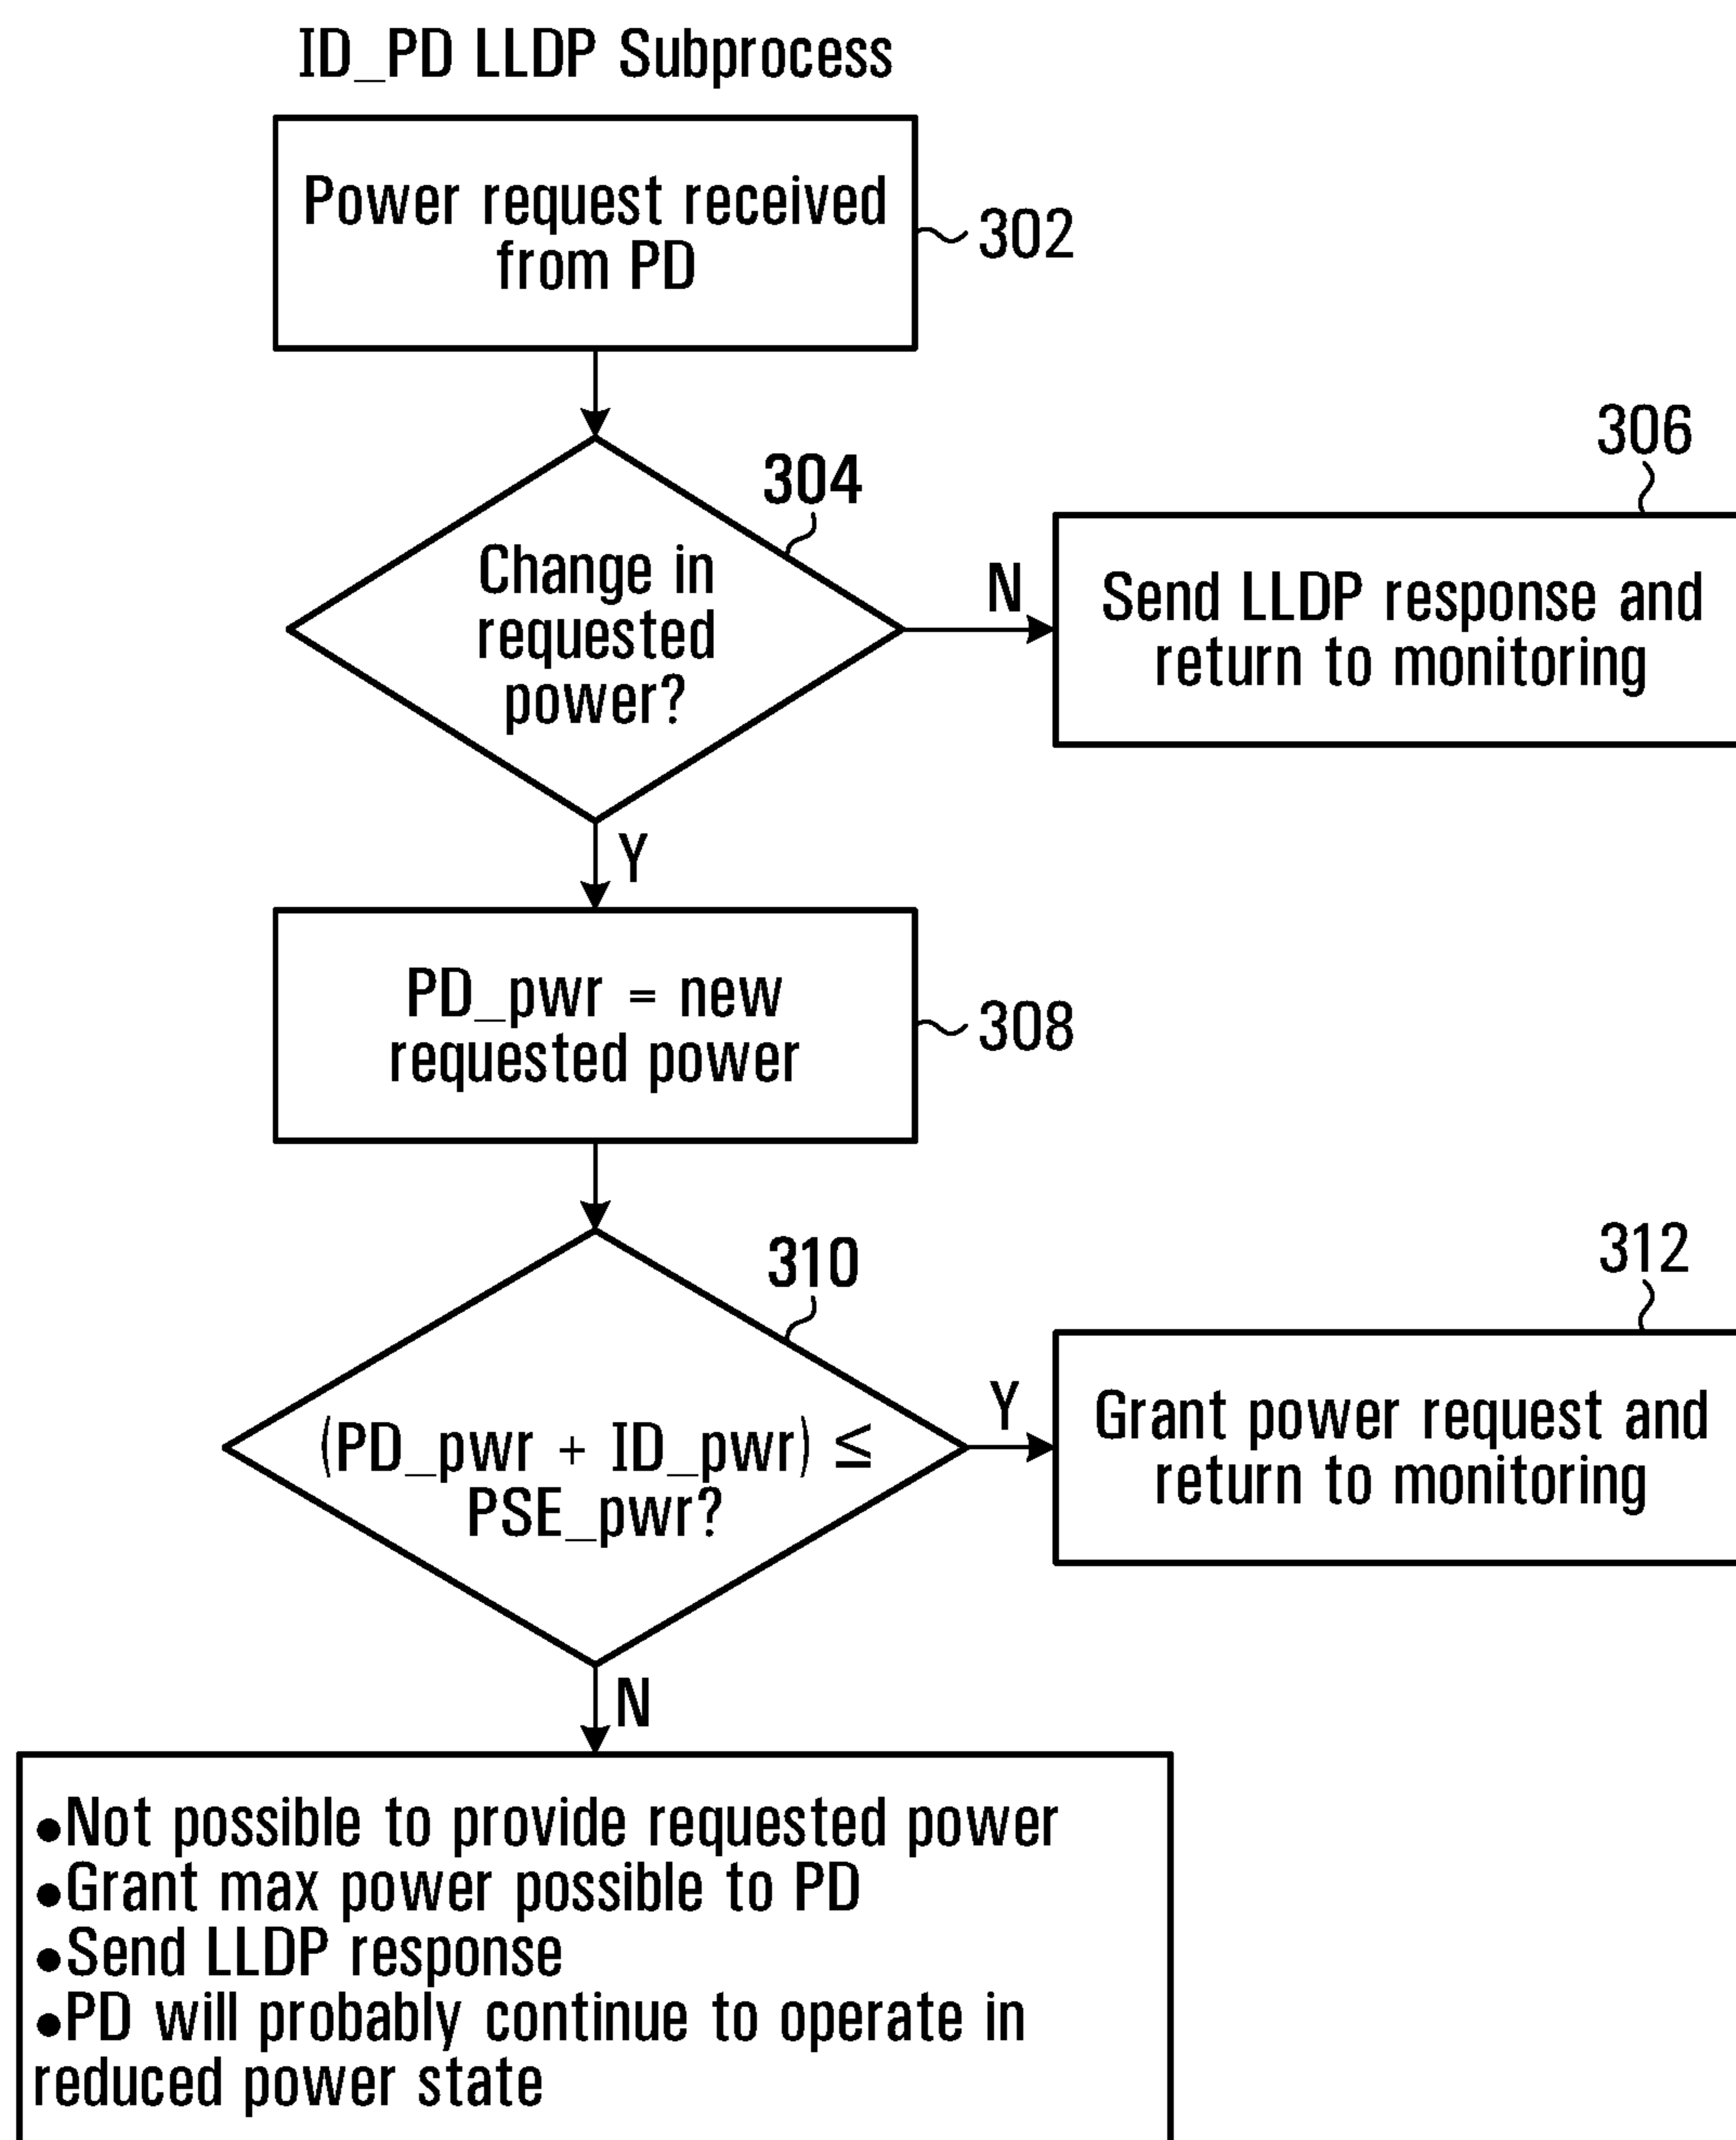 ID_PD LLDP Subprocess
Power request received
from PD
302
304
Change in
requested
power?
N
306
Send LLDP response and
return to monitoring
Y
PD_pwr = new
requested power
308
310
(PD_pwr + ID_pwr) ≤
PSE_pwr?
Y
312
Grant power request and
return to monitoring
N
●Not possible to provide requested power
●Grant max power possible to PD
●Send LLDP response
●PD will probably continue to operate in
reduced power state